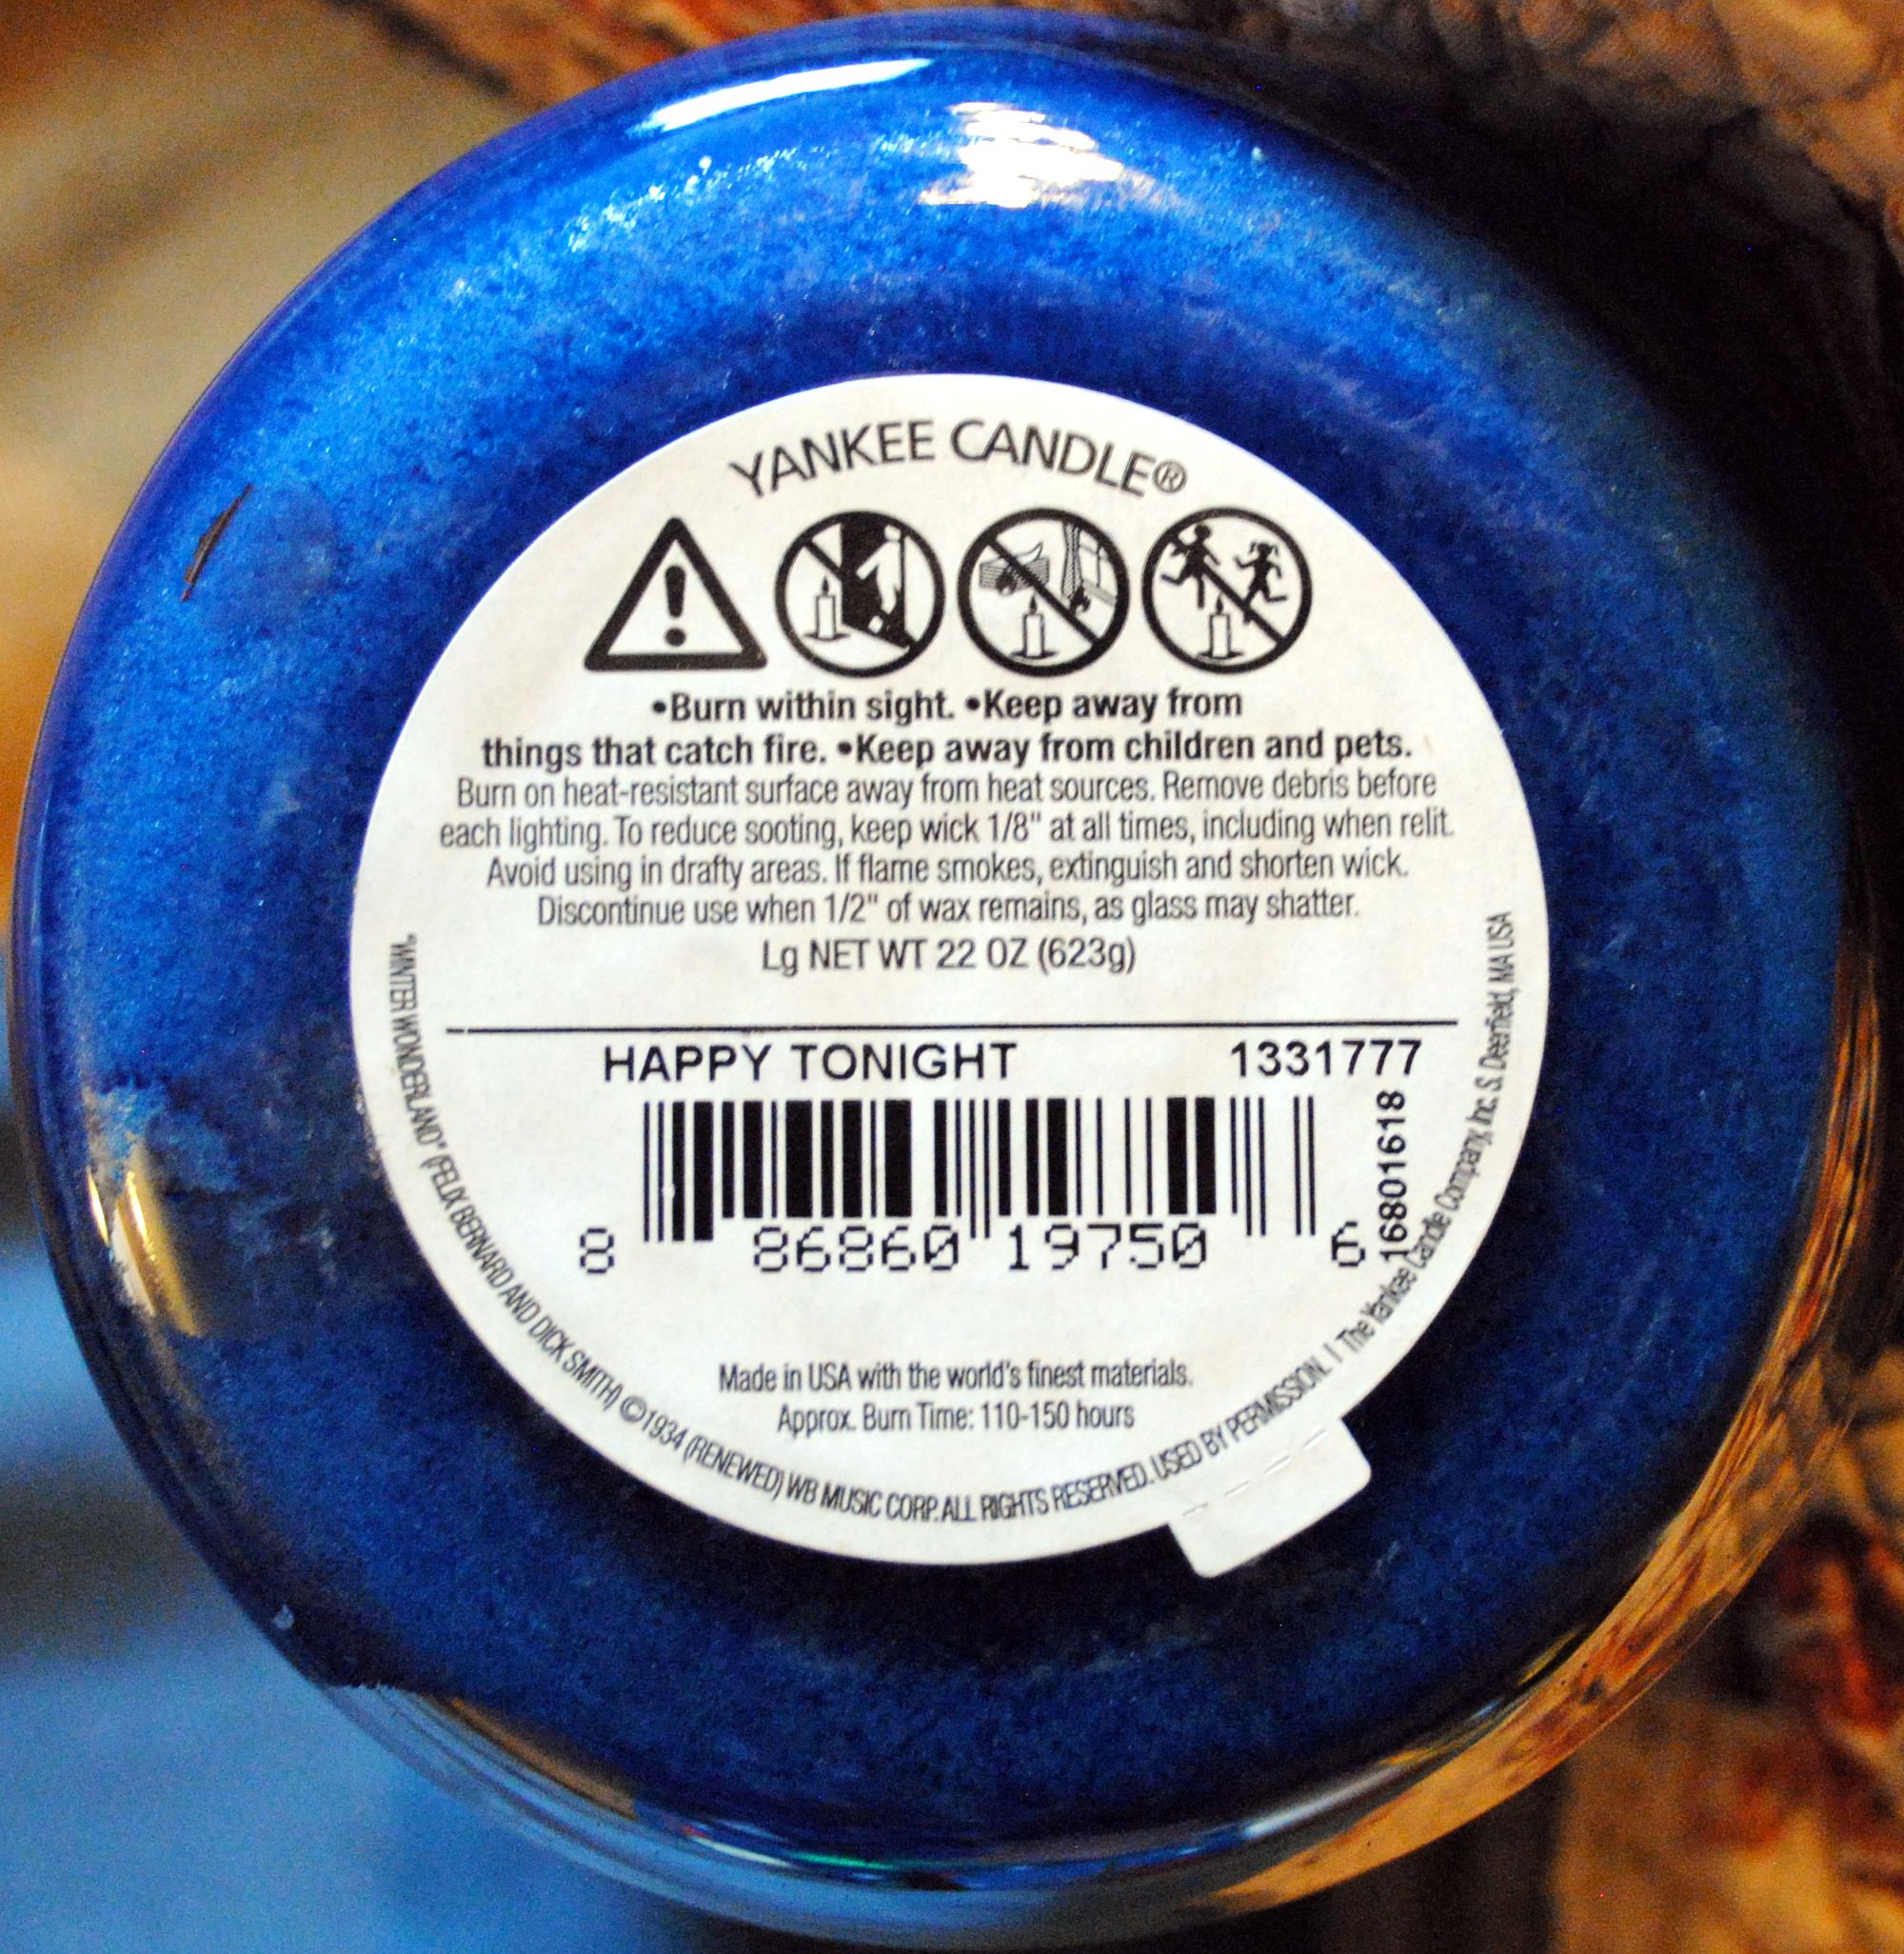 YANKEE CANDLE®
•Burn within sight. •Keep away from
things that catch fire. •Keep away from children and pets.
Burn on heat-resistant surface away from heat sources. Remove debris before
each lighting. To reduce sooting, keep wick 1/8" at all times, including when relit.
Avoid using in drafty areas. If flame smokes, extinguish and shorten wick.
Discontinue use when 1/2" of wax remains, as glass may shatter.
Lg NET WT 22 OZ (623g)
HAPPY TONIGHT 1331777
8 86860 19750 6
16801618
Made in USA with the world's finest materials.
Approx. Burn Time: 110-150 hours
"WINTER WONDERLAND" (FELIX BERNARD AND DICK SMITH) ©1934 (RENEWED) WB MUSIC CORP. ALL RIGHTS RESERVED. USED BY PERMISSION. | The Yankee Candle Company, Inc. S. Deerfield, MA USA